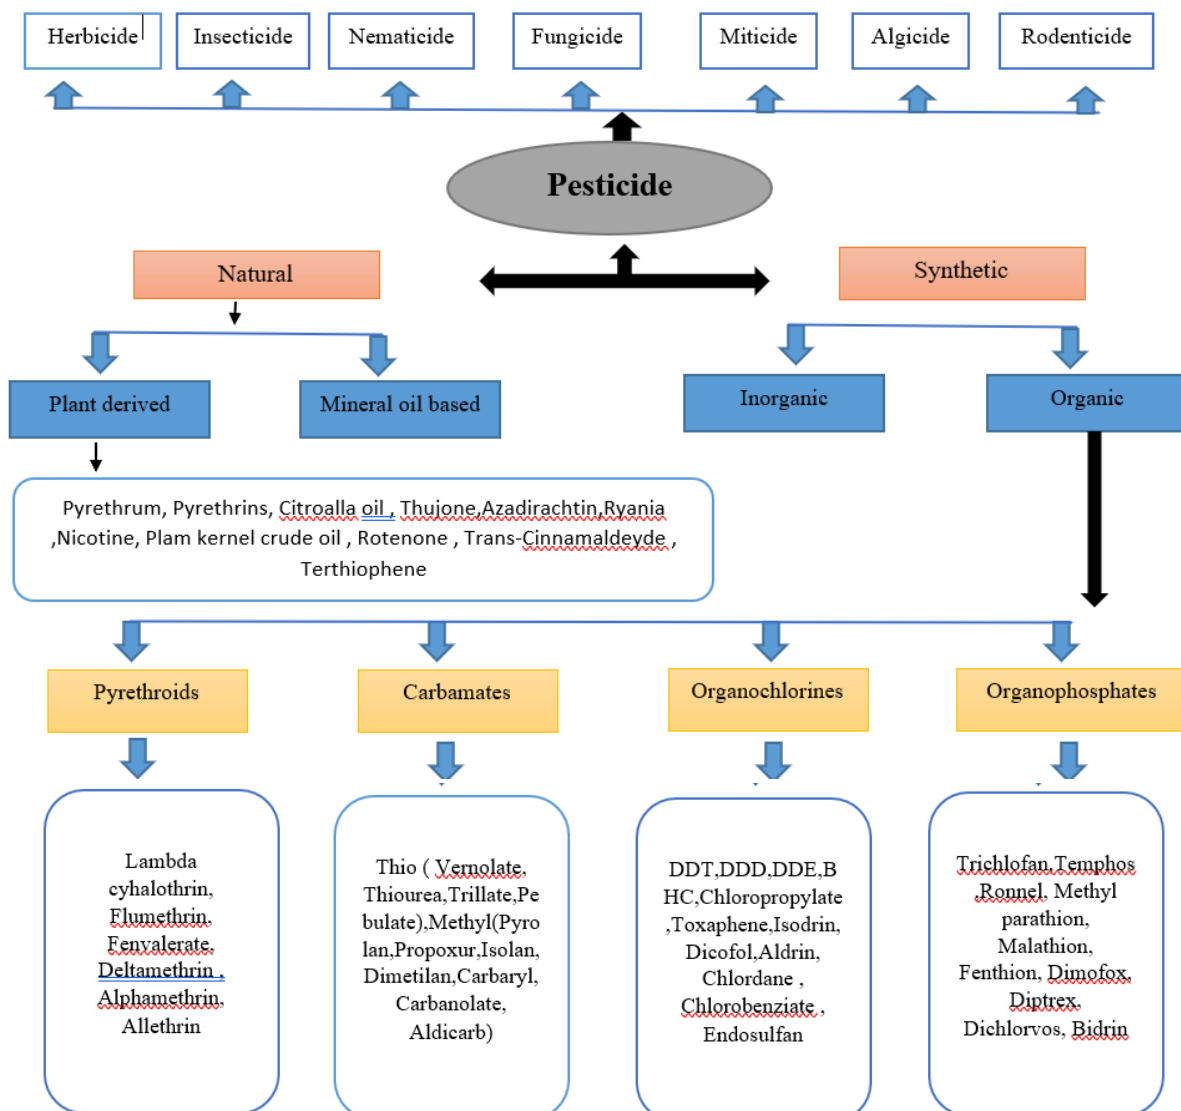 Herbicide
Insecticide
Nematicide
Fungicide
Miticide
Algicide
Rodenticide
Pesticide
Natural
Synthetic
Plant derived
Mineral oil based
Inorganic
Organic
Pyrethrum, Pyrethrins, Citroalla oil , Thujone,Azadirachtin,Ryania
,Nicotine, Plam kernel crude oil , Rotenone , Trans-Cinnamaldeyde ,
Terthiophene
Pyrethroids
Carbamates
Organochlorines
Organophosphates
Lambda
cyhalothrin,
Flumethrin,
Fenvalerate,
Deltamethrin ,
Alphamethrin,
Allethrin
Thio ( Vernolate,
Thiourea,Trillate,Pe
bulate),Methyl(Pyro
lan,Propoxur,Isolan,
Dimetilan,Carbaryl,
Carbanolate,
Aldicarb)
DDT,DDD,DDE,B
HC,Chloropropylate
,Toxaphene,Isodrin,
Dicofol,Aldrin,
Chlordane ,
Chlorobenziate ,
Endosulfan
Trichlofan,Temphos
,Ronnel, Methyl
parathion,
Malathion,
Fenthion, Dimofox,
Diptrex,
Dichlorvos, Bidrin